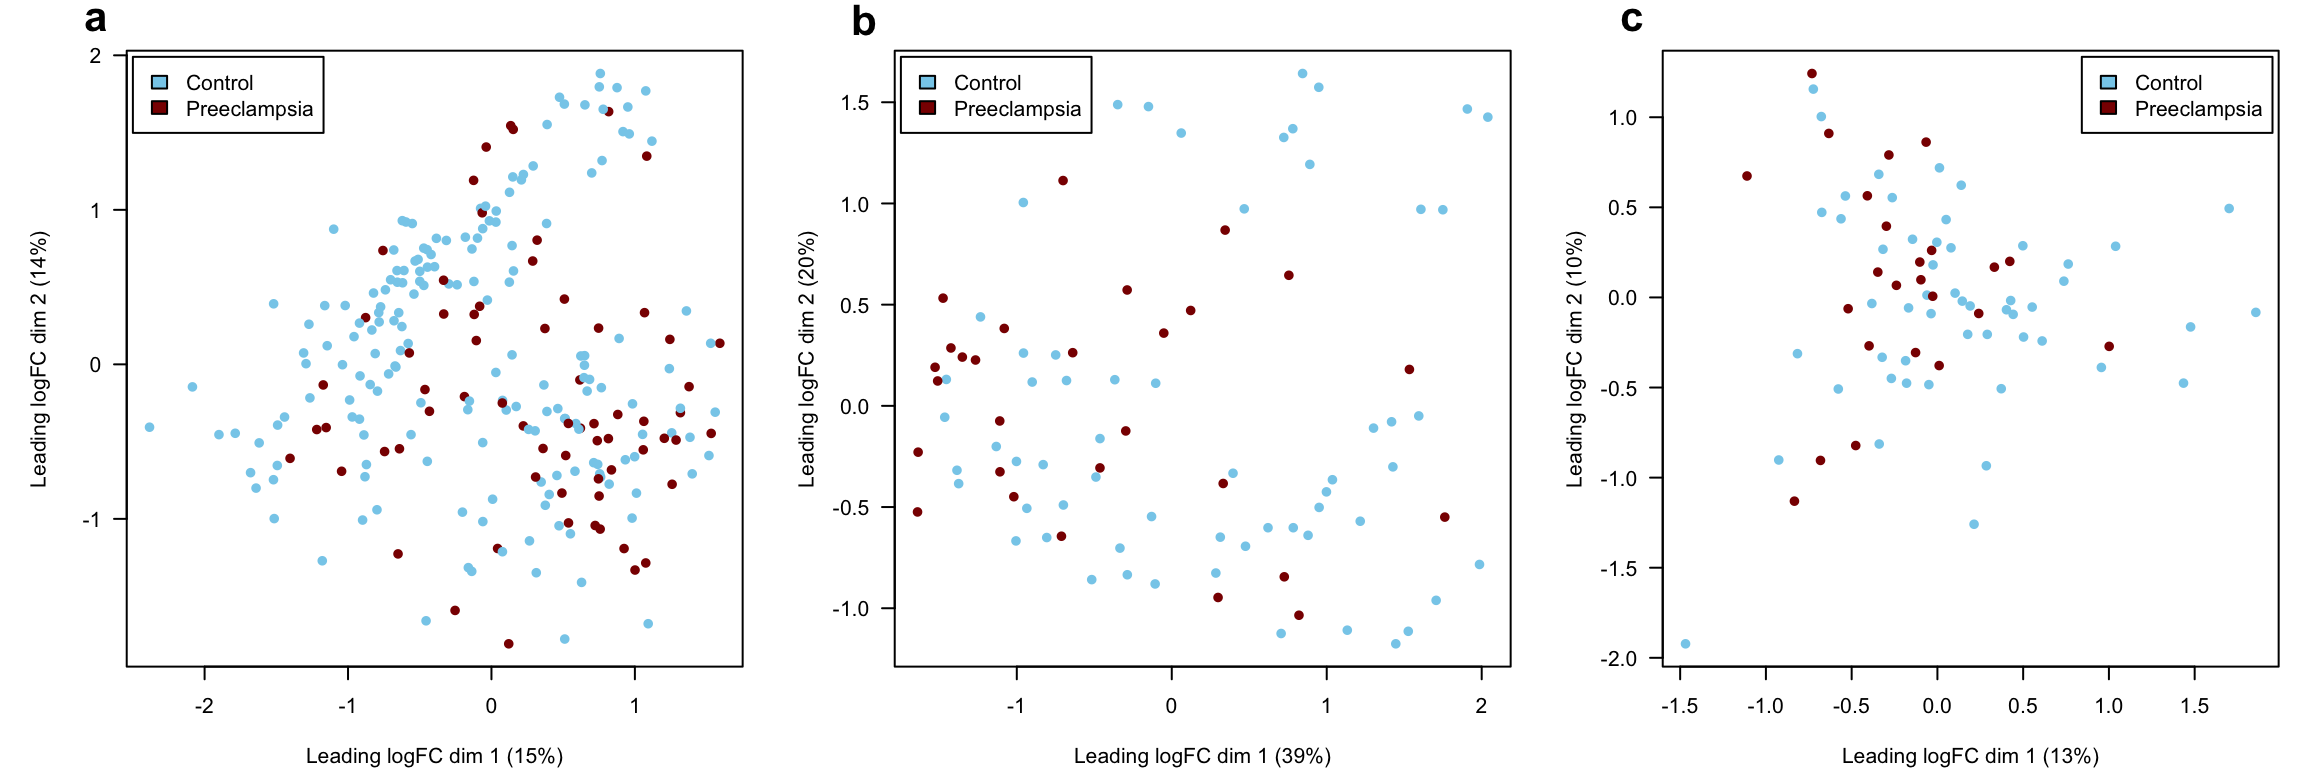 a
Control
Preeclampsia
2
1
0
-1
Leading logFC dim 2 (14%)
-2
-1
0
1
Leading logFC dim 1 (15%)
b
Control
Preeclampsia
1.5
1.0
0.5
0.0
-0.5
-1.0
Leading logFC dim 2 (20%)
-1
0
1
2
Leading logFC dim 1 (39%)
c
Control
Preeclampsia
1.0
0.5
0.0
-0.5
-1.0
-1.5
-2.0
Leading logFC dim 2 (10%)
-1.5
-1.0
-0.5
0.0
0.5
1.0
1.5
Leading logFC dim 1 (13%)